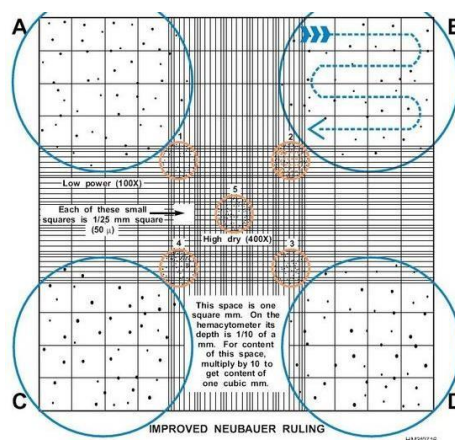 A
B
1
2
Low power (100X)
5
Each of these small
squares is 1/25 mm square
(50 μ)
High dry (400X)
4
3
This space is one
square mm. On the
hemacytometer its
depth is 1/10 of a
mm. For content
of this space,
multiply by 10 to
get content of
one cubic mm.
C
D
IMPROVED NEUBAUER RULING